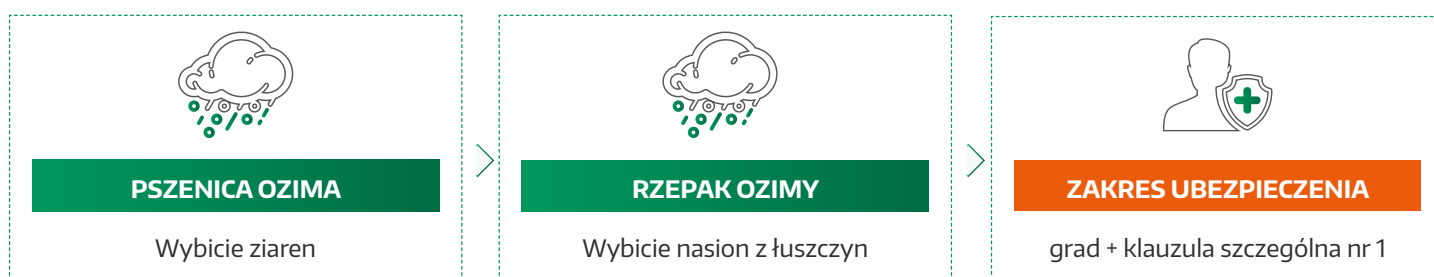 PSZENICA OZIMA
Wybicie ziaren
RZEPAK OZIMY
Wybicie nasion z łuszczyn
ZAKRES UBEZPIECZENIA
grad + klauzula szczególna nr 1